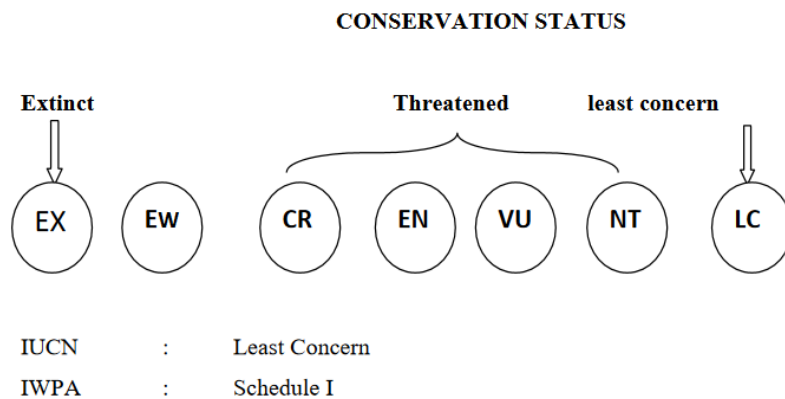 CONSERVATION STATUS
Extinct Threatened least concern
EX EW CR EN VU NT LC
IUCN : Least Concern
IWPA : Schedule I